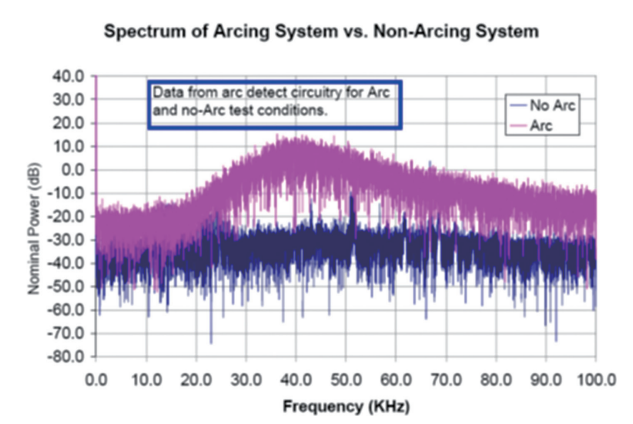 Spectrum of Arcing System vs. Non-Arcing System
40.0
30.0
20.0
10.0
0.0
-10.0
-20.0
-30.0
-40.0
-50.0
-60.0
-70.0
-80.0
Nominal Power (dB)
Data from arc detect circuitry for Arc
and no-Arc test conditions.
No Arc
Arc
0.0 10.0 20.0 30.0 40.0 50.0 60.0 70.0 80.0 90.0 100.0
Frequency (KHz)